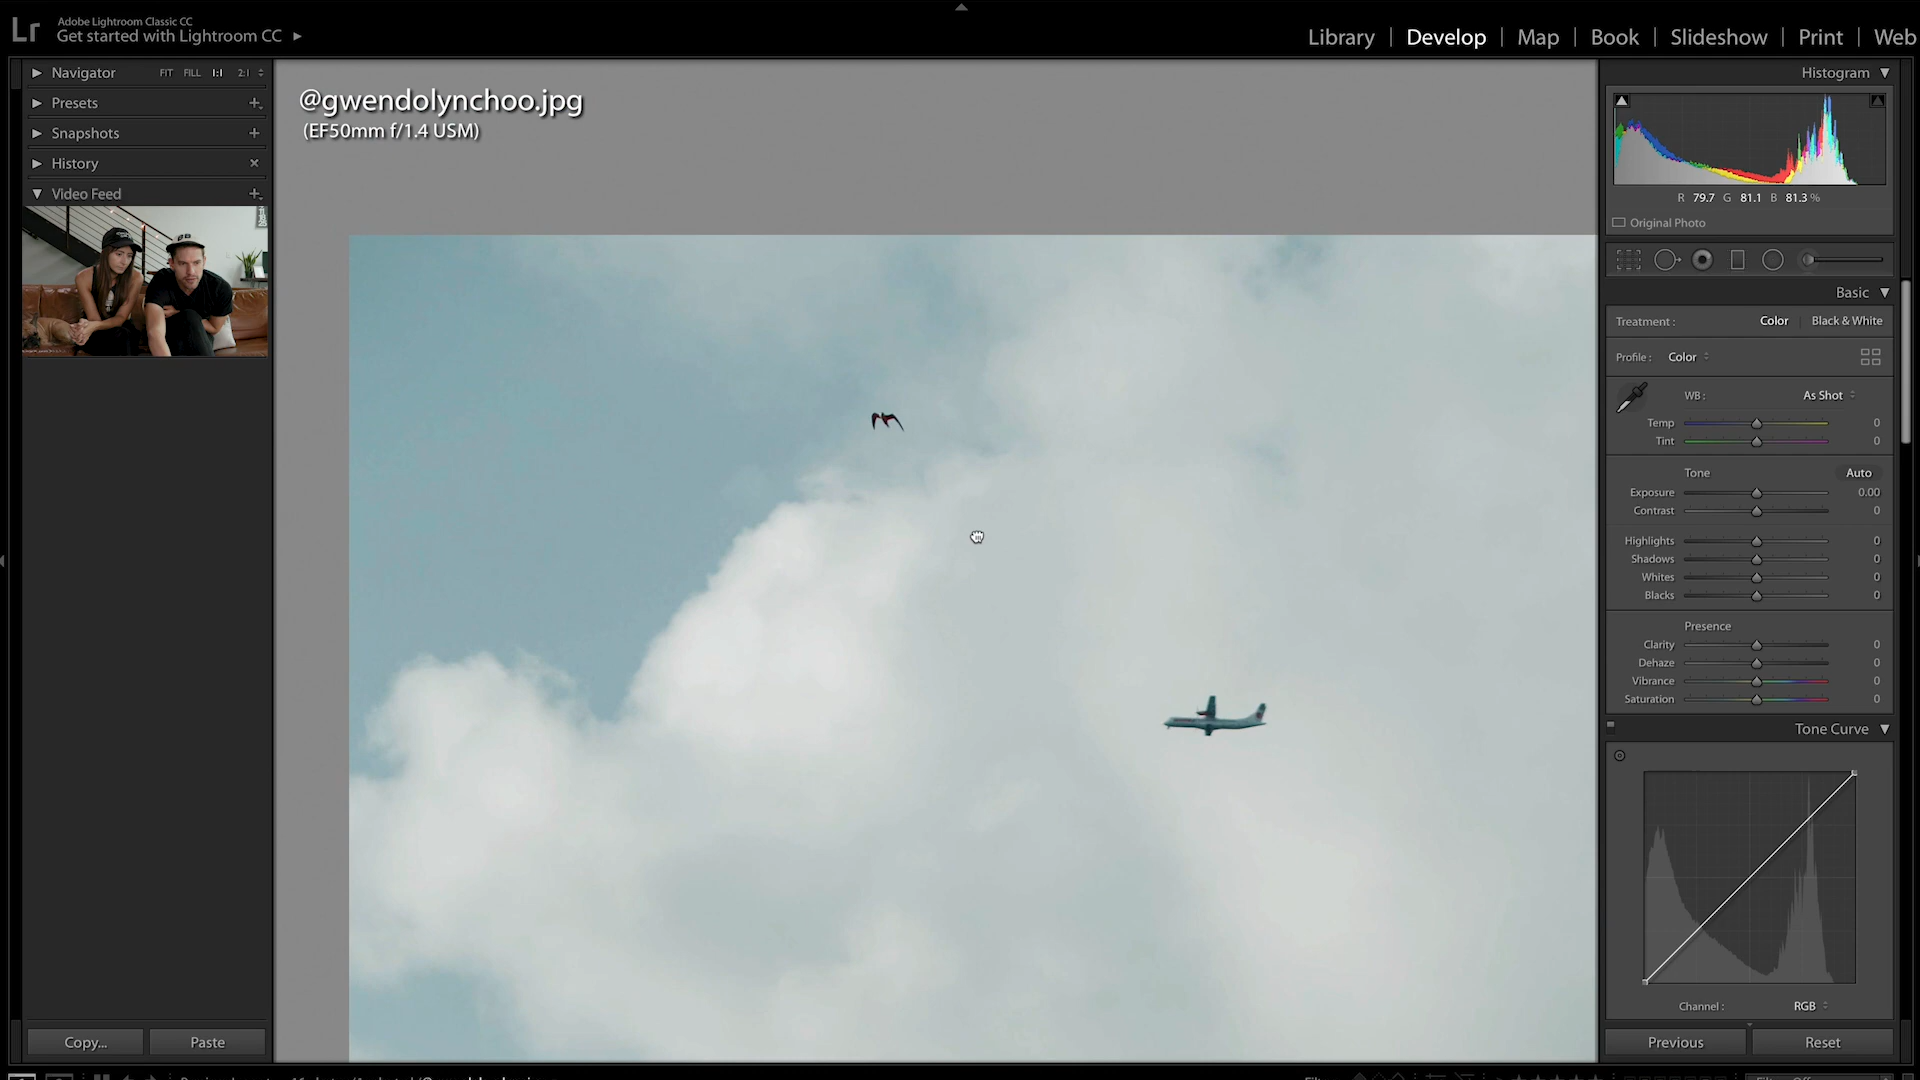 Lr
Adobe Lightroom Classic CC
Get started with Lightroom CC
Library | Develop | Map | Book | Slideshow | Print | Web
Navigator FIT FILL 1:1 2:1
Presets
Snapshots
History
Video Feed
Copy...
Paste
@gwendolynchoo.jpg
(EF50mm f/1.4 USM)
Histogram
R 79.7 G 81.1 B 81.3 %
Original Photo
Basic
Treatment : Color Black & White
Profile : Color
WB : As Shot
Temp 0
Tint 0
Tone Auto
Exposure 0.00
Contrast 0
Highlights 0
Shadows 0
Whites 0
Blacks 0
Presence
Clarity 0
Dehaze 0
Vibrance 0
Saturation 0
Tone Curve
Channel : RGB
Previous
Reset